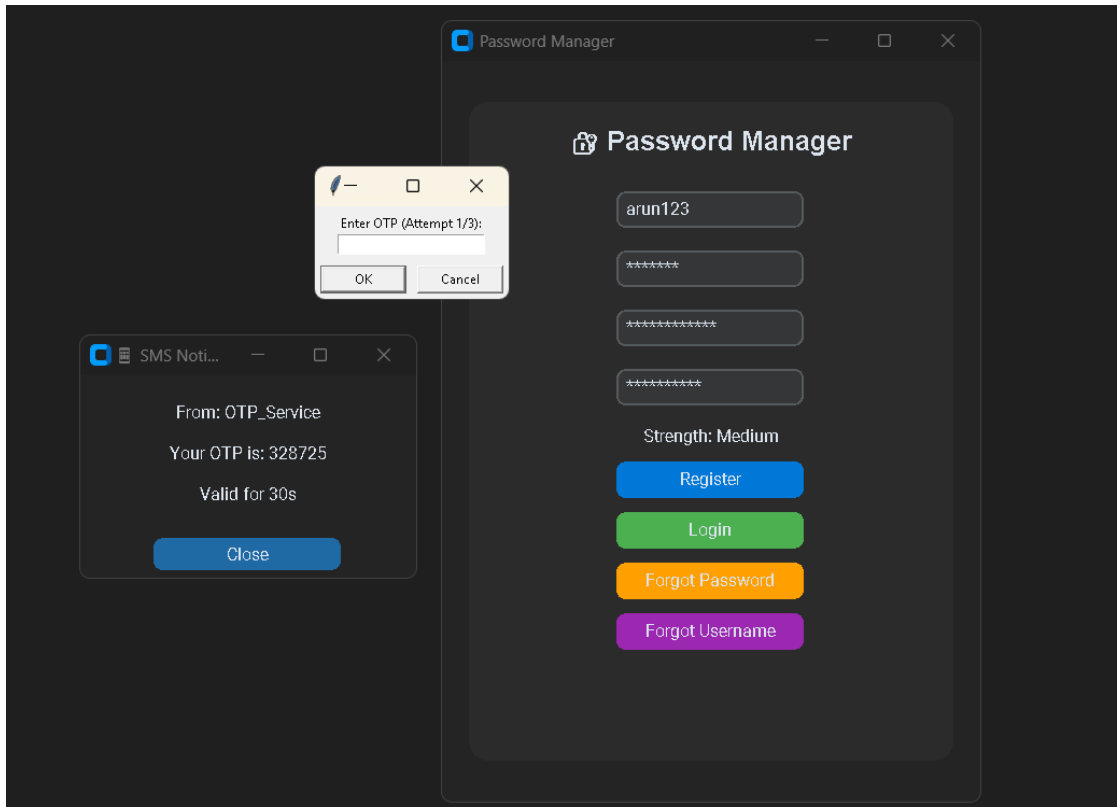 Password Manager
Password Manager
arun123
*******
************
**********
Strength: Medium
Register
Login
Forgot Password
Forgot Username
Enter OTP (Attempt 1/3):
OK
Cancel
SMS Noti...
From: OTP_Service
Your OTP is: 328725
Valid for 30s
Close